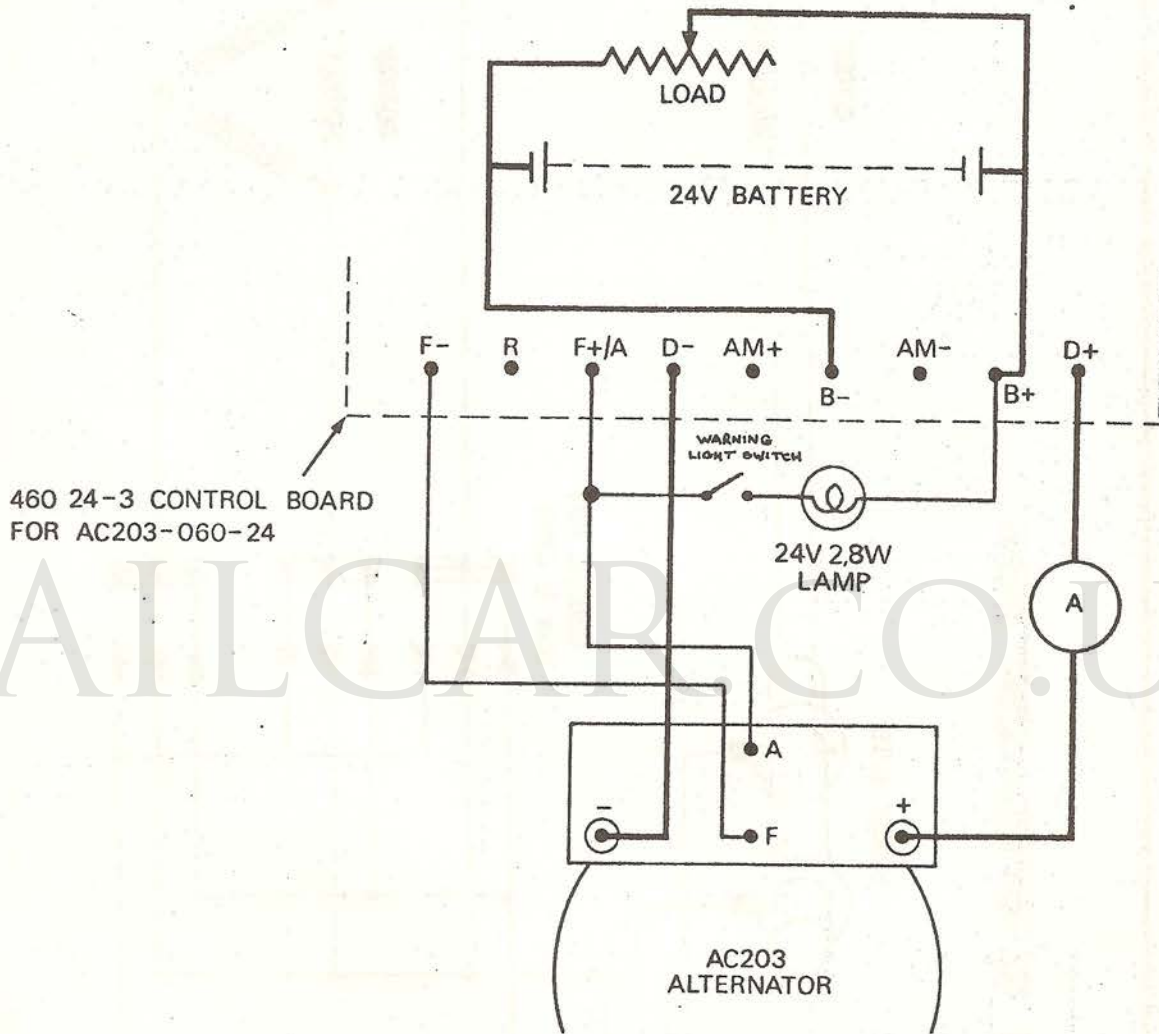 LOAD
24V BATTERY
F- R F+/A D- AM+ B- AM- B+ D+
WARNING
LIGHT SWITCH
460 24-3 CONTROL BOARD
FOR AC203-060-24
24V 2,8W
LAMP
A
AILCAR.CO.U
A
- +
F
AC203
ALTERNATOR